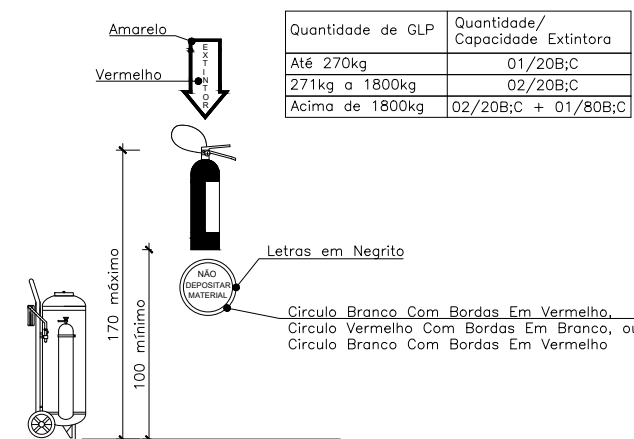 Amarelo
Vermelho
EXTINTOR
Quantidade de GLP
Quantidade/
Capacidade Extintora
Até 270kg
01/20B;C
271kg a 1800kg
02/20B;C
Acima de 1800kg
02/20B;C + 01/80B;C
170 máximo
100 mínimo
NÃO
DEPOSITAR
MATERIAL
Letras em Negrito
Circulo Branco Com Bordas Em Vermelho,
Circulo Vermelho Com Bordas Em Branco, ou
Circulo Branco Com Bordas Em Vermelho